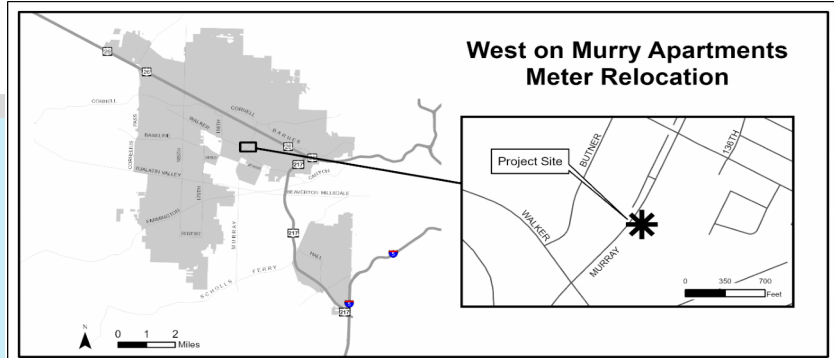 West on Murry Apartments
Meter Relocation
26
26
CORNELL
CORNELL
BARNES
WALKER
BASELINE
CORNELIUS
PASS
185TH
TUALATIN VALLEY
FARMINGTON
MURRAY
SCHOLLS FERRY
BEAVERTON HILLSDALE
CANYON
26
217
217
HALL
217
5
5
N
0 1 2
Miles
Project Site
BUTNER
136TH
WALKER
MURRAY
0 350 700
Feet